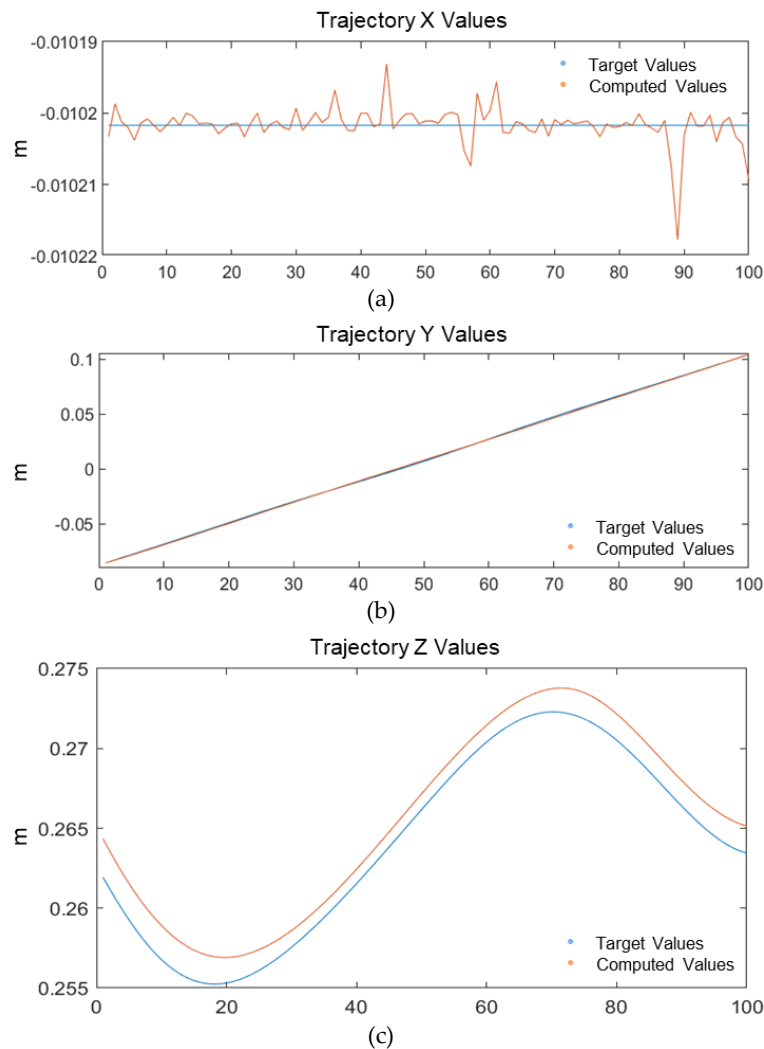 Trajectory X Values
-0.01019
Target Values
Computed Values
-0.0102
m
-0.01021
-0.01022
0 10 20 30 40 50 60 70 80 90 100
(a)
Trajectory Y Values
0.1
0.05
m
0
-0.05
Target Values
Computed Values
0 10 20 30 40 50 60 70 80 90 100
(b)
Trajectory Z Values
0.275
0.27
m
0.265
0.26
Target Values
Computed Values
0.255
0 20 40 60 80 100
(c)